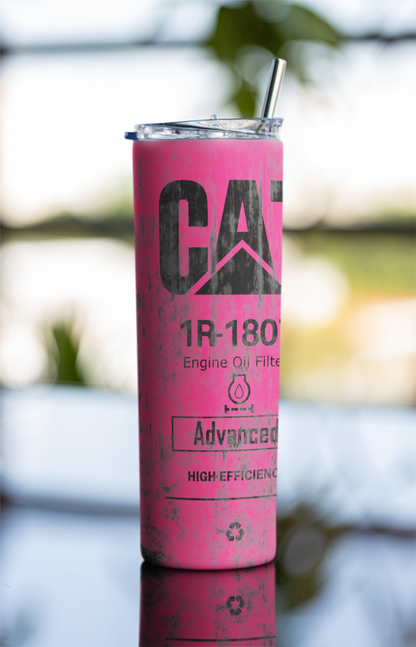 CAT
1R-180
Engine Oil Filte
Advanced
HIGH EFFICIENC